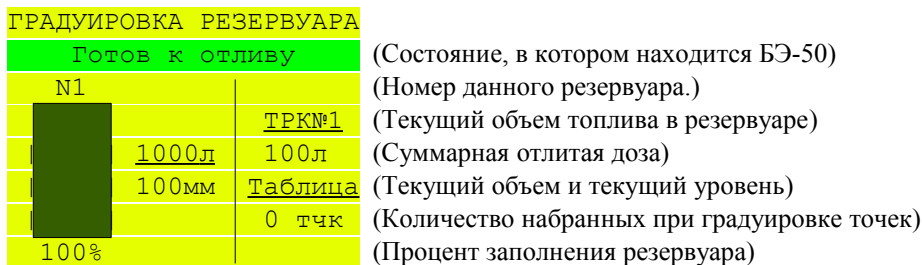 ГРАДУИРОВКА РЕЗЕРВУАРА
Готов к отливу (Состояние, в котором находится БЭ-50)
N1 (Номер данного резервуара.)
ТРК№1 (Текущий объем топлива в резервуаре)
1000л 100л (Суммарная отлитая доза)
100мм Таблица (Текущий объем и текущий уровень)
0 тчк (Количество набранных при градуировке точек)
100% (Процент заполнения резервуара)